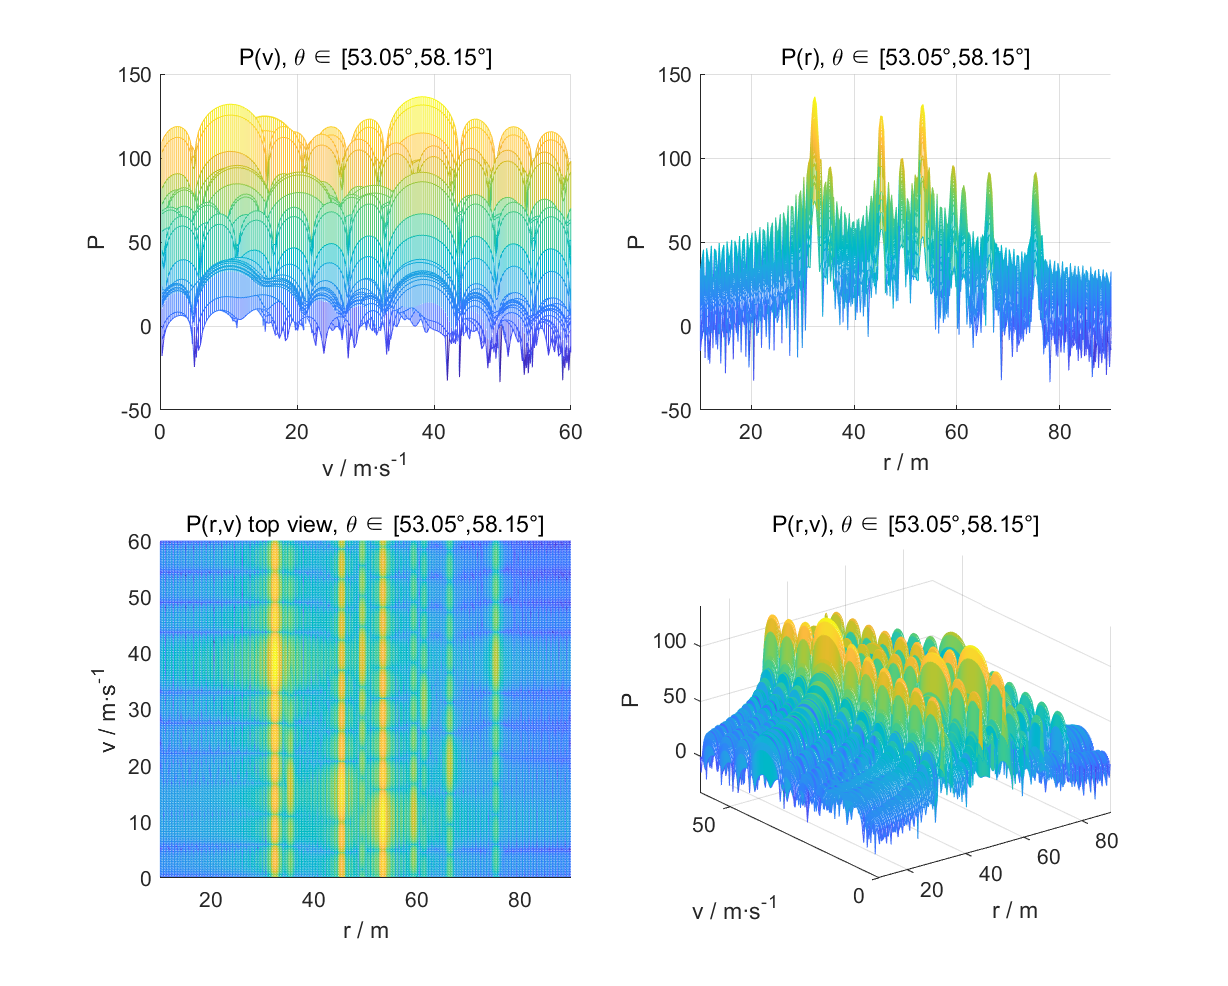 P(v), θ ∈ [53.05°,58.15°]
150
100
50
0
-50
P
0 20 40 60
v / m·s⁻¹
P(r), θ ∈ [53.05°,58.15°]
150
100
50
0
-50
P
20 40 60 80
r / m
P(r,v) top view, θ ∈ [53.05°,58.15°]
60
50
40
30
20
10
0
v / m·s⁻¹
20 40 60 80
r / m
P(r,v), θ ∈ [53.05°,58.15°]
100
50
0
P
50
0
v / m·s⁻¹
20 40 60 80
r / m